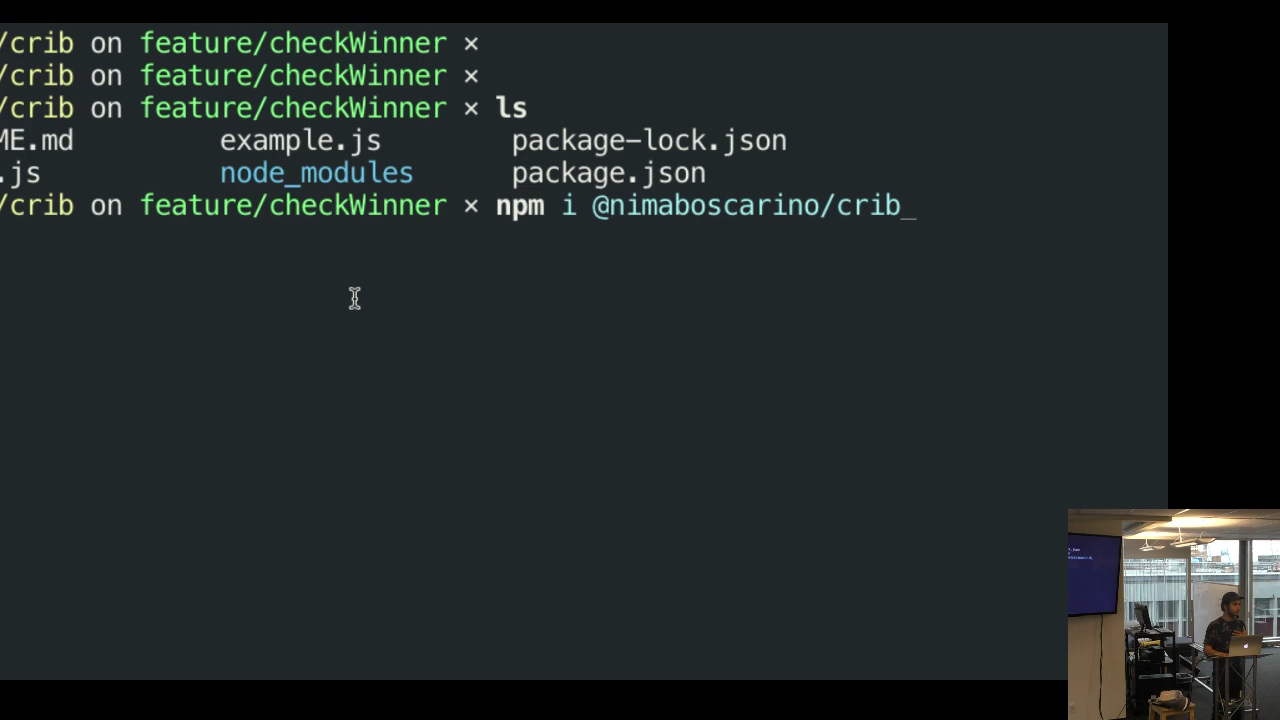 /crib on feature/checkWinner ×
/crib on feature/checkWinner ×
/crib on feature/checkWinner × ls
ME.md example.js package-lock.json
.js node_modules package.json
/crib on feature/checkWinner × npm i @nimaboscarino/crib_